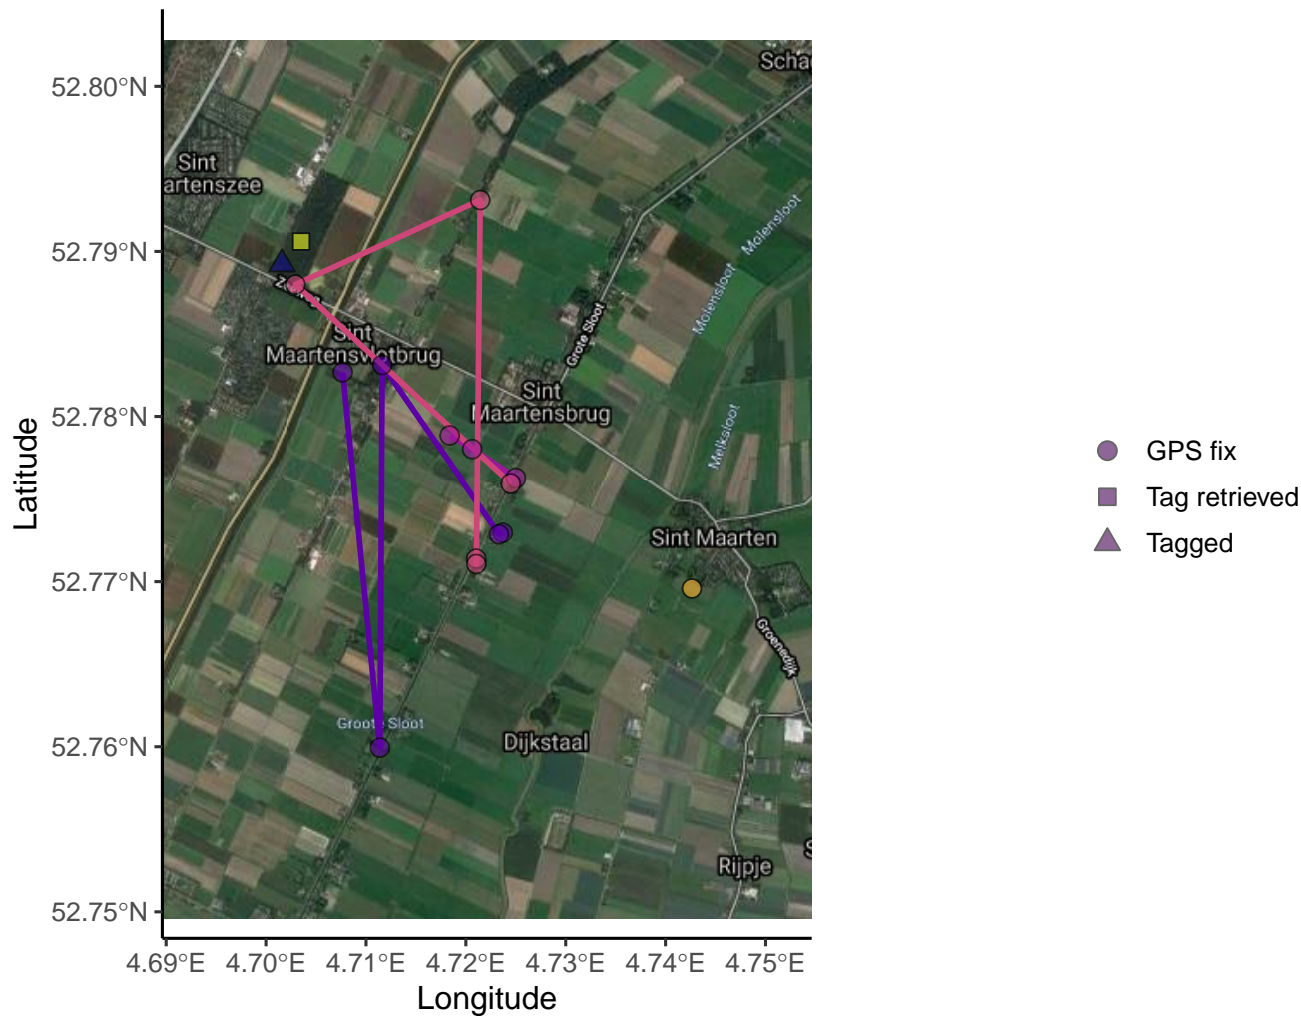 Latitude
52.80°N
52.79°N
52.78°N
52.77°N
52.76°N
52.75°N
4.69°E 4.70°E 4.71°E 4.72°E 4.73°E 4.74°E 4.75°E
Longitude
Scha
Sint
artenszee
Molensloot
Molensloot
Grote Sloot
Sint
Maartensvlotbrug
Sint
Maartensbrug
Melksloot
Sint Maarten
Groenedijk
Groote Sloot
Dijkstaal
Rijpje
S
GPS fix
Tag retrieved
Tagged